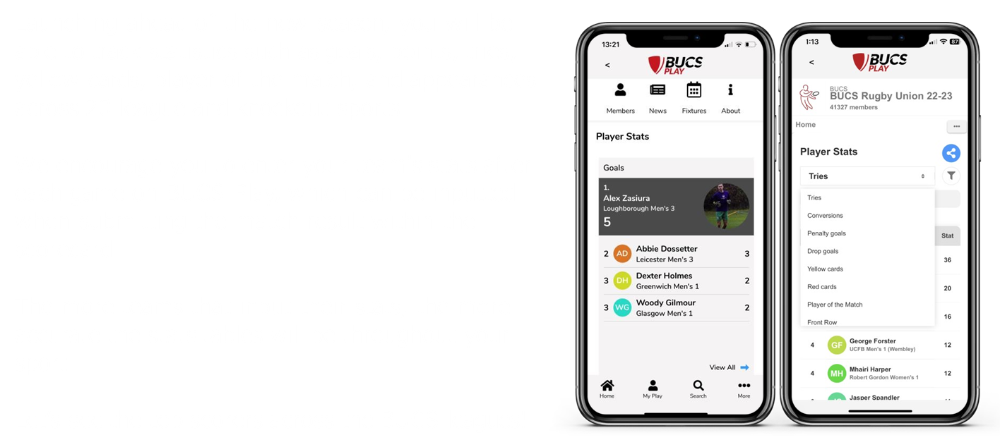 13:21
<
BUCS
PLAY
Members News Fixtures About
Player Stats
Goals
1.
Alex Zasiura
Loughborough Men's 3
5
2 AD Abbie Dossetter 3
Leicester Men's 3
3 DH Dexter Holmes 2
Greenwich Men's 1
3 WG Woody Gilmour 2
Glasgow Men's 1
View All
Home My Play Search More
1:13 87
<
BUCS
PLAY
BUCS
BUCS Rugby Union 22-23
41327 members
Home
Player Stats
Tries
Tries
Conversions
Penalty goals
Stat
Drop goals
36
Yellow cards
Red cards
20
Player of the Match
16
Front Row
4 GF George Forster 12
UCFB Men's 1 (Wembley)
4 MH Mhairi Harper 12
Robert Gordon Women's 1
Jasper Spandler